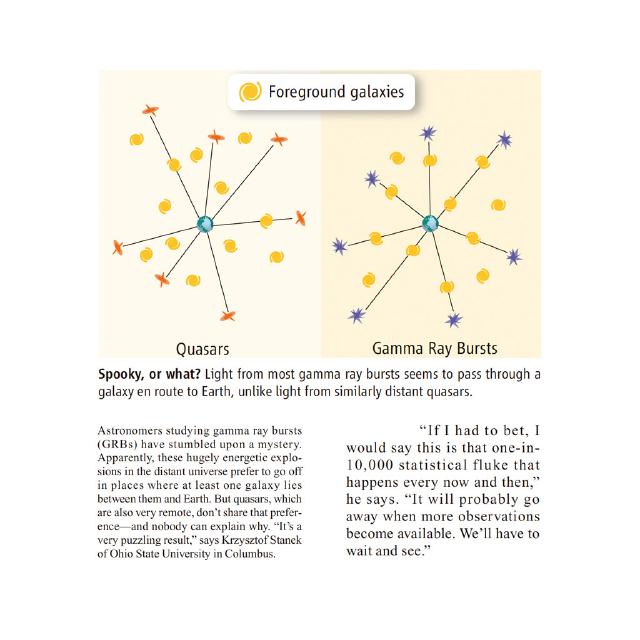 Foreground galaxies
Quasars
Gamma Ray Bursts
Spooky, or what? Light from most gamma ray bursts seems to pass through a
galaxy en route to Earth, unlike light from similarly distant quasars.
Astronomers studying gamma ray bursts
(GRBs) have stumbled upon a mystery.
Apparently, these hugely energetic explo-
sions in the distant universe prefer to go off
in places where at least one galaxy lies
between them and Earth. But quasars, which
are also very remote, don't share that prefer-
ence—and nobody can explain why. “It's a
very puzzling result,” says Krzysztof Stanek
of Ohio State University in Columbus.
“If I had to bet, I
would say this is that one-in-
10,000 statistical fluke that
happens every now and then,”
he says. “It will probably go
away when more observations
become available. We'll have to
wait and see.”